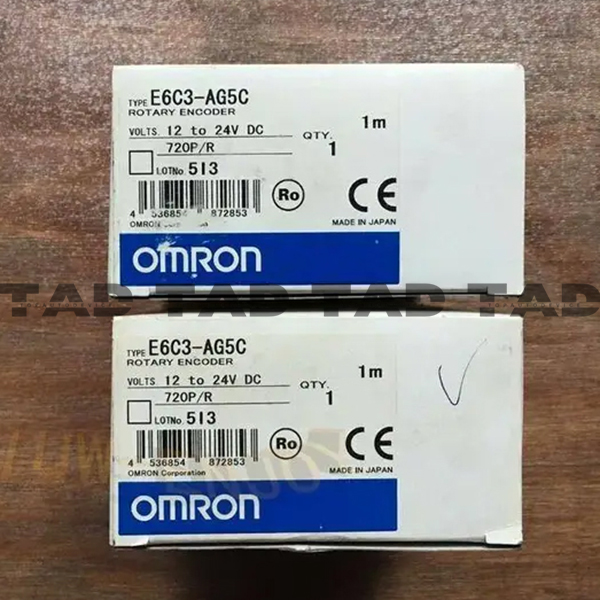 TYPE E6C3-AG5C
ROTARY ENCODER
VOLTS. 12 to 24V DC
QTY.
1m
720P/R
1
LOTNo. 513
Ro
CE
4 536854 872853
OMRON
MADE IN JAPAN
OMRON
TAD TAD TAD TAD TAD
TYPE E6C3-AG5C
ROTARY ENCODER
VOLTS 12 to 24V DC
QTY.
1m
720P/R
1
LOTNo. 513
Ro
CE
4 536854 872853
OMRON Corporation
MADE IN JAPAN
OMRON